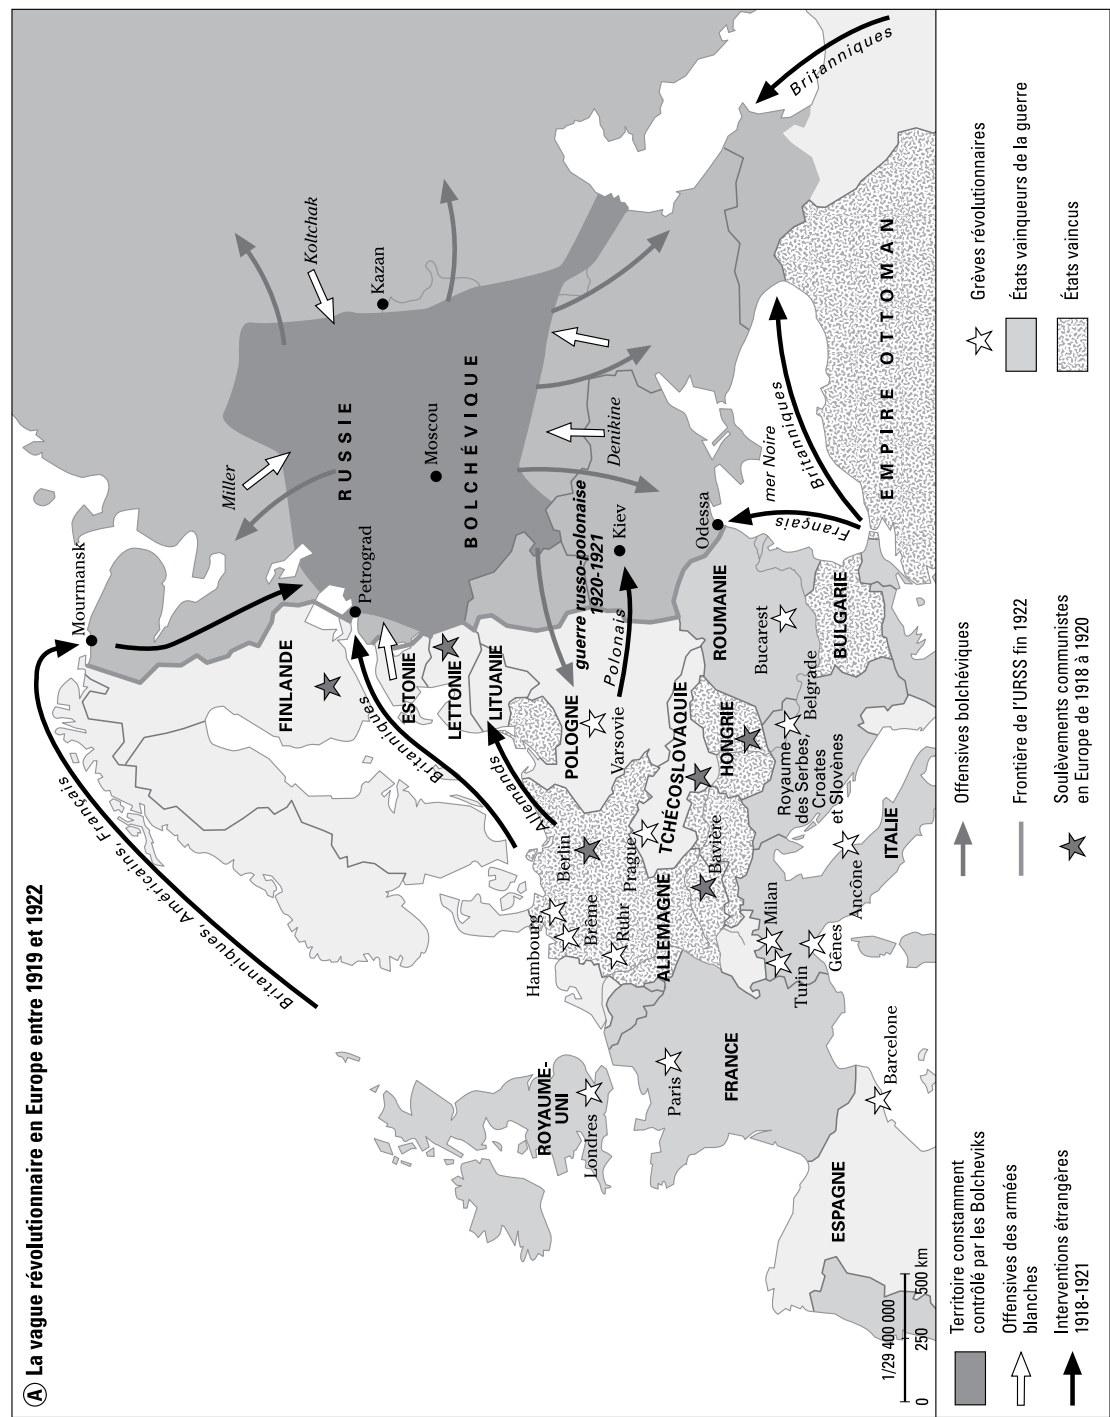 A La vague révolutionnaire en Europe entre 1919 et 1922
Britanniques, Américains, Français
Mourmansk
Miller
Koltchak
Kazan
RUSSIE
BOLCHÉVIQUE
Moscou
Petrograd
FINLANDE
ESTONIE
LETTONIE
LITUANIE
Britanniques
Allemands
guerre russo-polonaise
1920-1921
Polonais
Kiev
Denikine
Odessa
mer Noire
Français
Britanniques
Britanniques
EMPIRE OTTOMAN
POLOGNE
Varsovie
TCHÉCOSLOVAQUIE
Prague
HONGRIE
ROUMANIE
Bucarest
BULGARIE
Belgrade
Royaume
des Serbes,
Croates
et Slovènes
Berlin
Hambourg
Brême
Ruhr
ALLEMAGNE
Bavière
ROYAUME-
UNI
Londres
Paris
FRANCE
Milan
Turin
Gênes
Ancône
ITALIE
Barcelone
ESPAGNE
1/29 400 000
0 250 500 km
Territoire constamment
contrôlé par les Bolcheviks
Offensives des armées
blanches
Interventions étrangères
1918-1921
Offensives bolchéviques
Frontière de l'URSS fin 1922
Soulèvements communistes
en Europe de 1918 à 1920
Grèves révolutionnaires
États vainqueurs de la guerre
États vaincus